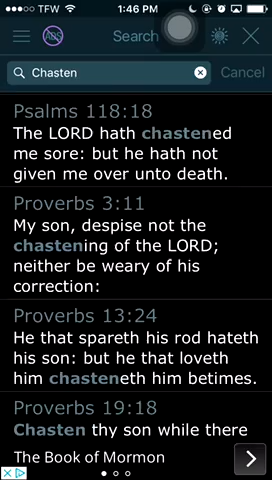 TFW 1:46 PM
ADS Search
Chasten Cancel
Psalms 118:18
The LORD hath chastened
me sore: but he hath not
given me over unto death.
Proverbs 3:11
My son, despise not the
chastening of the LORD;
neither be weary of his
correction:
Proverbs 13:24
He that spareth his rod hateth
his son: but he that loveth
him chasteneth him betimes.
Proverbs 19:18
Chasten thy son while there
The Book of Mormon